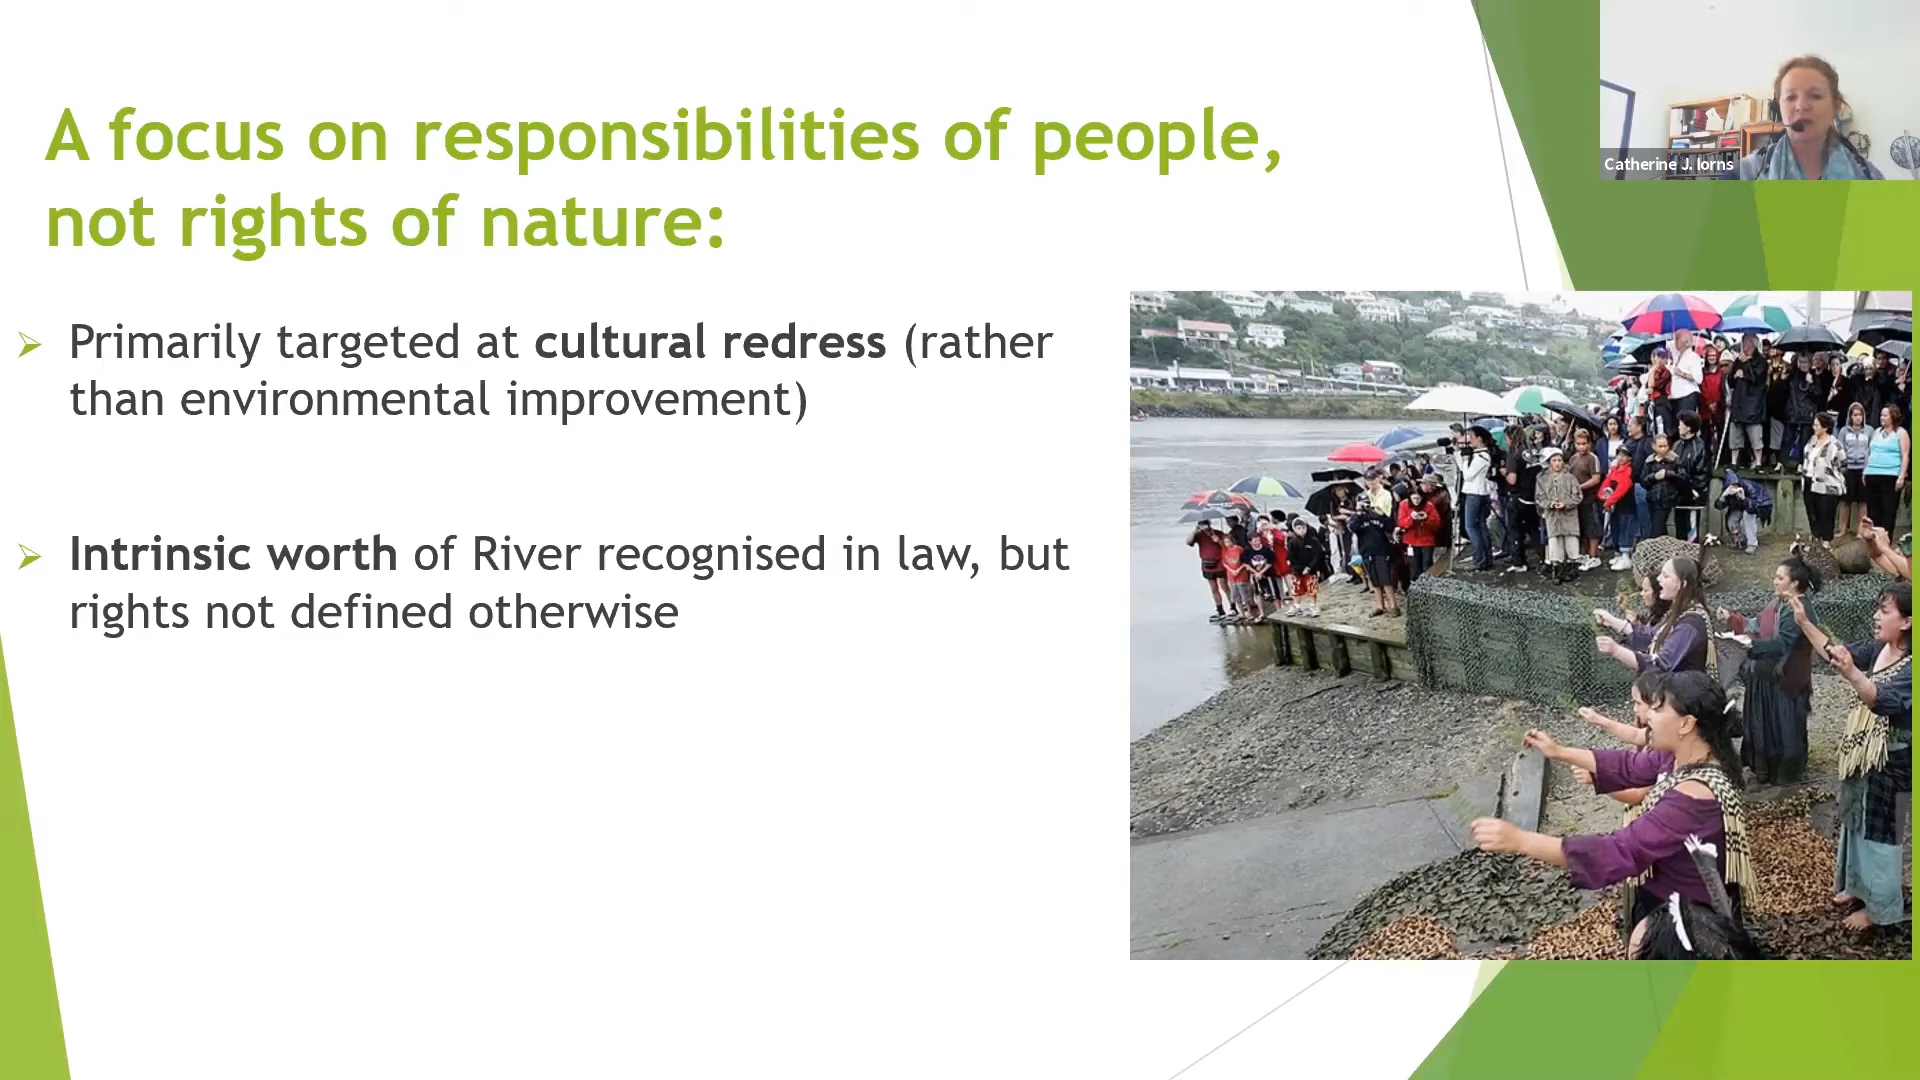 A focus on responsibilities of people,
not rights of nature:
Primarily targeted at cultural redress (rather
than environmental improvement)
Intrinsic worth of River recognised in law, but
rights not defined otherwise
Catherine J. Iorns